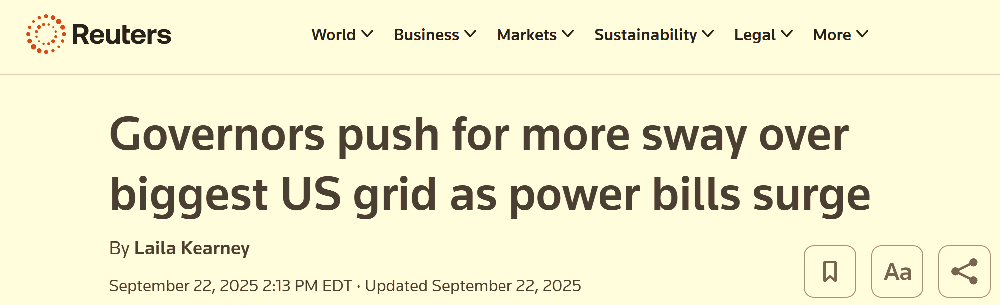 Reuters
World
Business
Markets
Sustainability
Legal
More
Governors push for more sway over
biggest US grid as power bills surge
By Laila Kearney
September 22, 2025 2:13 PM EDT · Updated September 22, 2025
Aa